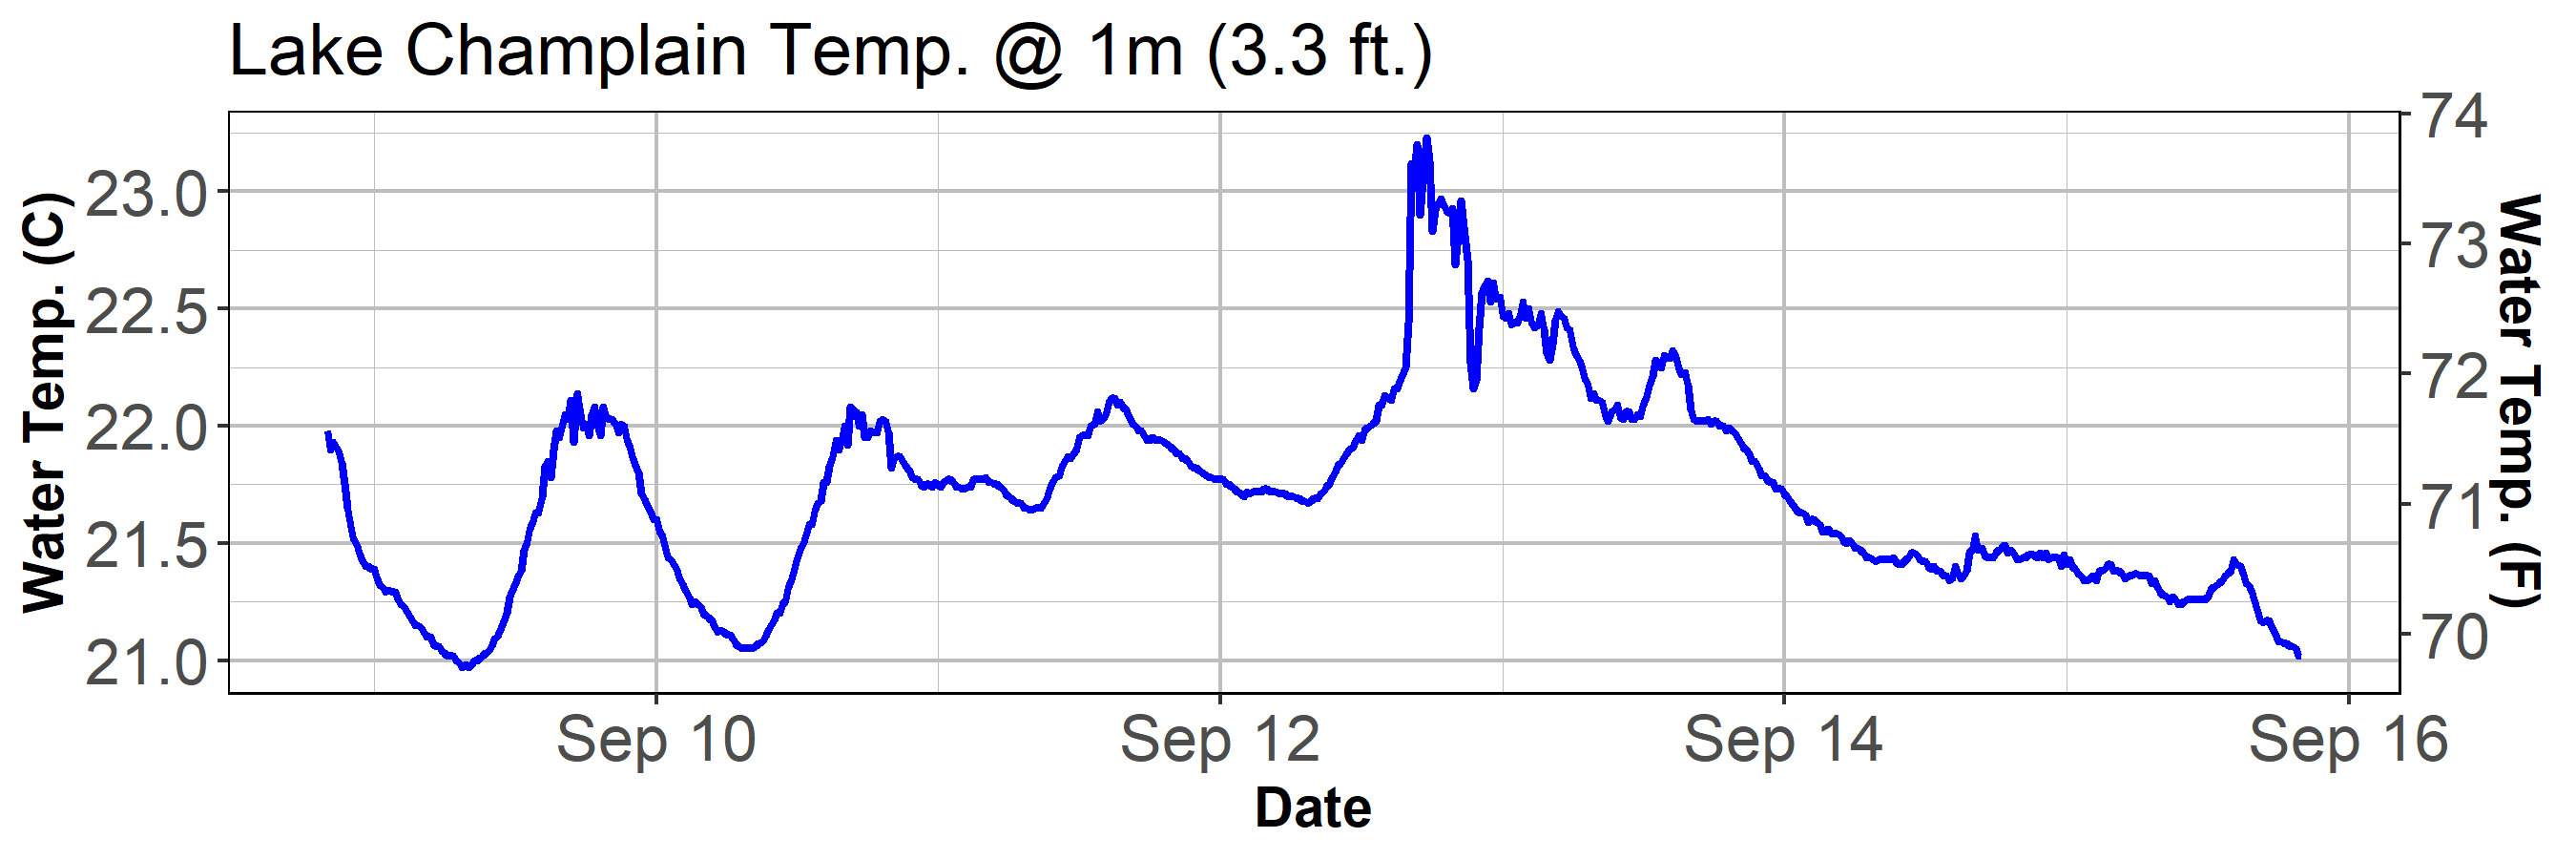 Lake Champlain Temp. @ 1m (3.3 ft.)
Water Temp. (C)
23.0
22.5
22.0
21.5
21.0
74
73
72
71
70
Water Temp. (F)
Sep 10 Sep 12 Sep 14 Sep 16
Date